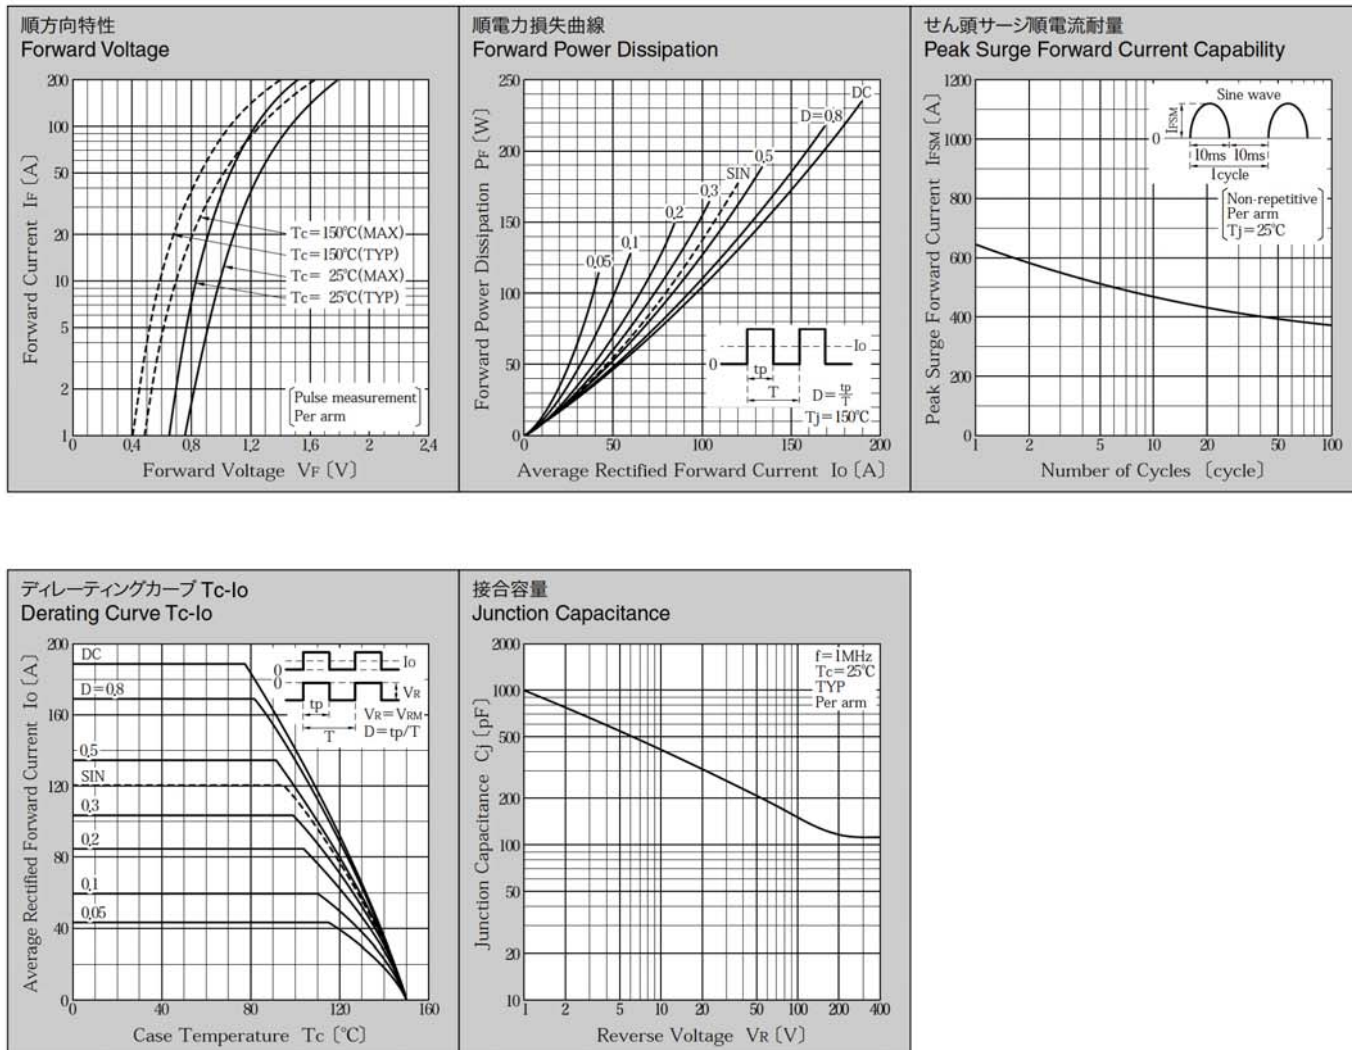 順方向特性
Forward Voltage
Forward Current IF〔A〕
200
100
50
20
10
5
2
1
Tc=150℃(MAX)
Tc=150℃(TYP)
Tc= 25℃(MAX)
Tc= 25℃(TYP)
Pulse measurement
Per arm
0 0.4 0.8 1.2 1.6 2 2.4
Forward Voltage VF〔V〕
順電力損失曲線
Forward Power Dissipation
Forward Power Dissipation PF〔W〕
250
200
150
100
50
0
DC
D=0.8
0.5
SIN
0.3
0.2
0.1
0.05
0
Io
tp
T
D=tp/T
Tj=150℃
0 50 100 150 200
Average Rectified Forward Current Io〔A〕
せん頭サージ順電流耐量
Peak Surge Forward Current Capability
Peak Surge Forward Current IFSM〔A〕
1200
1000
800
600
400
200
0
Sine wave
IFSM
0
10ms 10ms
1cycle
Non-repetitive
Per arm
Tj=25℃
1 2 5 10 20 50 100
Number of Cycles〔cycle〕
ディレーティングカーブ Tc-Io
Derating Curve Tc-Io
Average Rectified Forward Current Io〔A〕
200
160
120
80
40
0
DC
D=0.8
0.5
SIN
0.3
0.2
0.1
0.05
0
Io
0
VR
tp
VR=VRM
T
D=tp/T
0 40 80 120 160
Case Temperature Tc〔℃〕
接合容量
Junction Capacitance
Junction Capacitance Cj〔pF〕
2000
1000
500
200
100
50
20
10
f=1MHz
Tc=25℃
TYP
Per arm
1 2 5 10 20 50 100 200 400
Reverse Voltage VR〔V〕